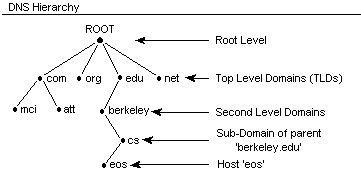 DNS Hierarchy
ROOT
Root Level
com org edu net Top Level Domains (TLDs)
mci att berkeley Second Level Domains
cs Sub-Domain of parent
'berkeley.edu'
eos Host 'eos'